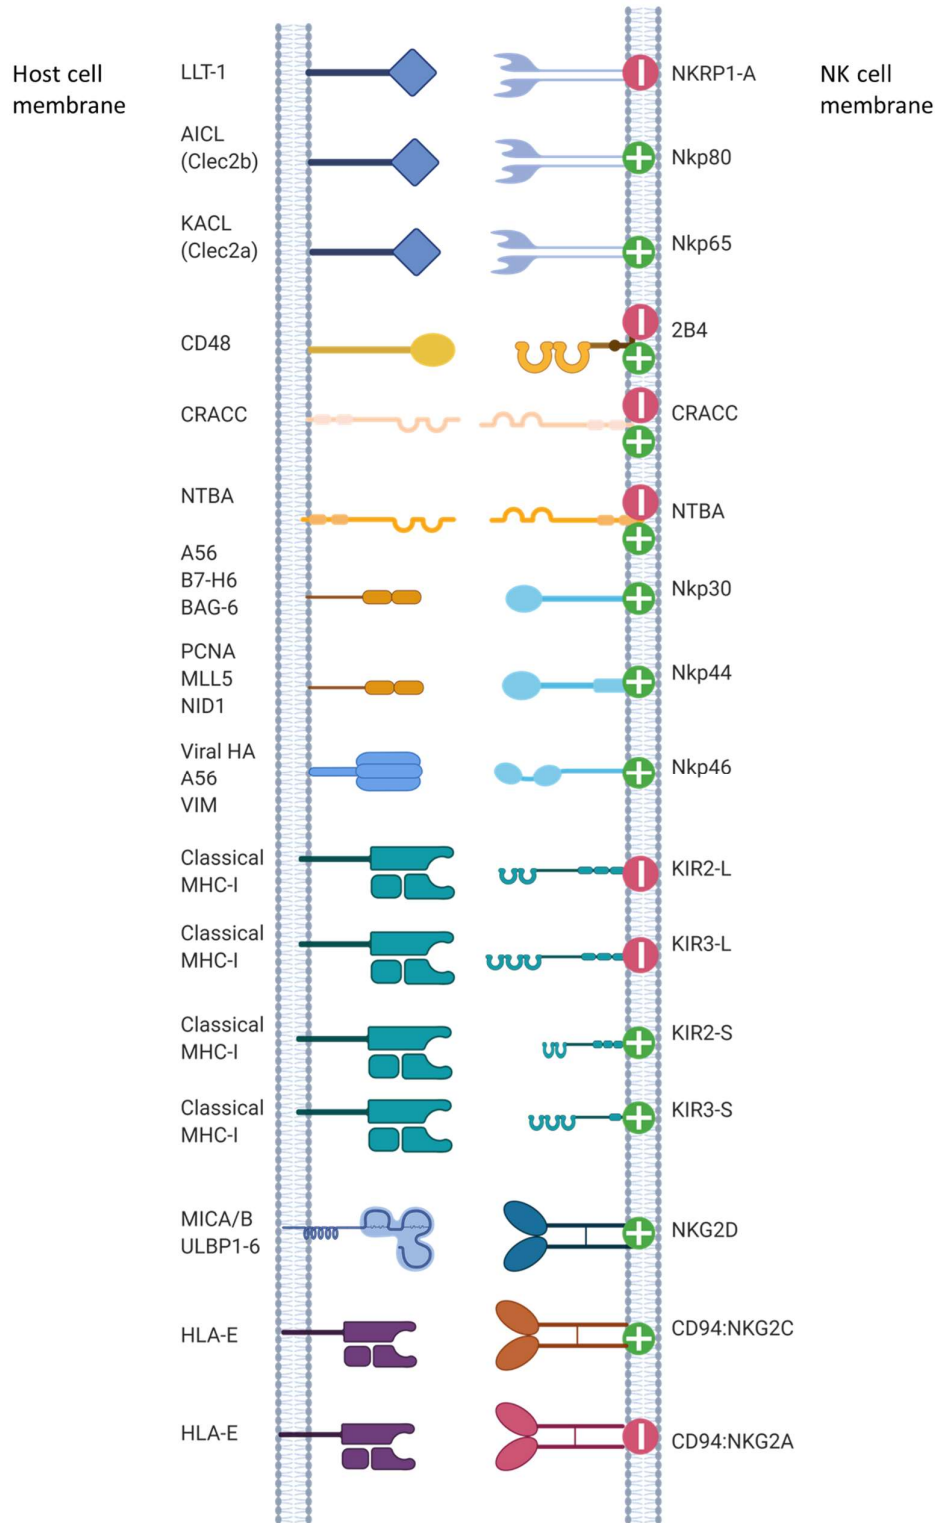 Host cell
membrane
NK cell
membrane
LLT-1
NKRP1-A
AICL
(Clec2b)
Nkp80
KACL
(Clec2a)
Nkp65
CD48
2B4
CRACC
CRACC
NTBA
NTBA
A56
B7-H6
BAG-6
Nkp30
PCNA
MLL5
NID1
Nkp44
Viral HA
A56
VIM
Nkp46
Classical
MHC-I
KIR2-L
Classical
MHC-I
KIR3-L
Classical
MHC-I
KIR2-S
Classical
MHC-I
KIR3-S
MICA/B
ULBP1-6
NKG2D
HLA-E
CD94:NKG2C
HLA-E
CD94:NKG2A